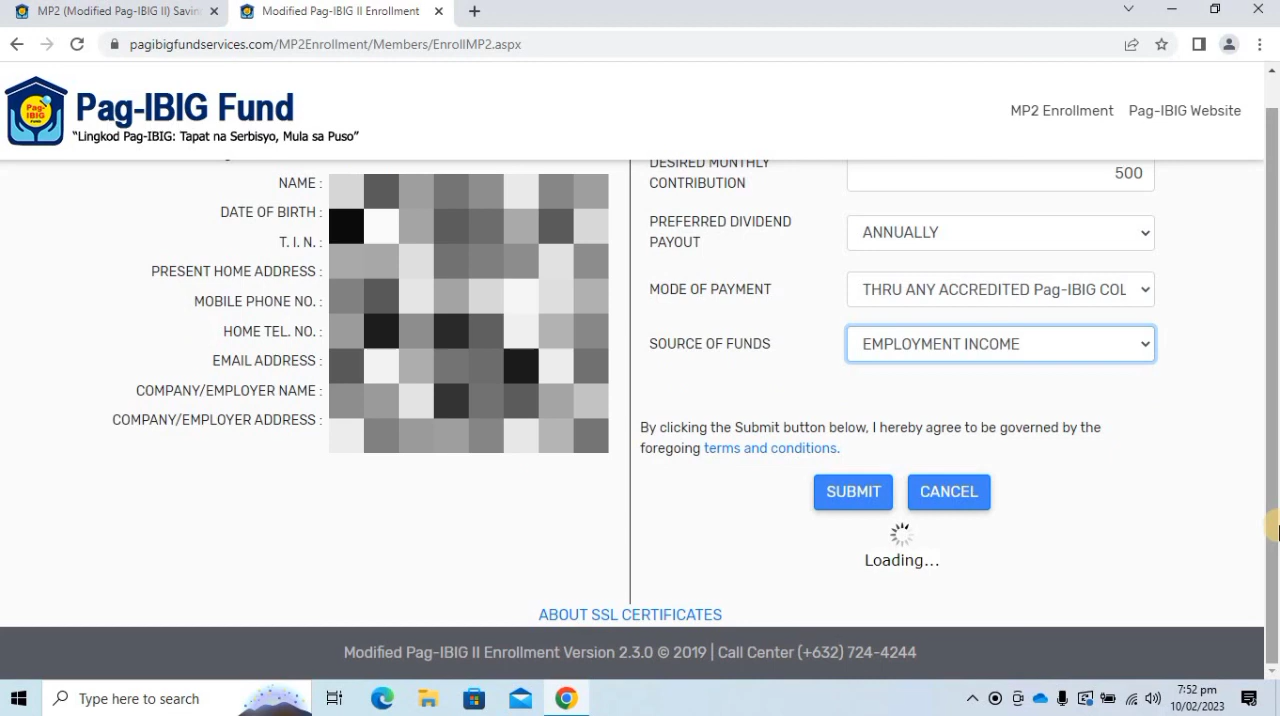 MP2 (Modified Pag-IBIG II) Savin
Modified Pag-IBIG II Enrollment
pagibigfundservices.com/MP2Enrollment/Members/EnrollMP2.aspx
Pag-IBIG FUND
Pag-IBIG Fund
“Lingkod Pag-IBIG: Tapat na Serbisyo, Mula sa Puso”
MP2 Enrollment
Pag-IBIG Website
NAME :
DATE OF BIRTH :
T. I. N. :
PRESENT HOME ADDRESS :
MOBILE PHONE NO. :
HOME TEL. NO. :
EMAIL ADDRESS :
COMPANY/EMPLOYER NAME :
COMPANY/EMPLOYER ADDRESS :
DESIRED MONTHLY
CONTRIBUTION
500
PREFERRED DIVIDEND
PAYOUT
ANNUALLY
MODE OF PAYMENT
THRU ANY ACCREDITED Pag-IBIG COL
SOURCE OF FUNDS
EMPLOYMENT INCOME
By clicking the Submit button below, I hereby agree to be governed by the
foregoing terms and conditions.
SUBMIT
CANCEL
Loading...
ABOUT SSL CERTIFICATES
Modified Pag-IBIG II Enrollment Version 2.3.0 © 2019 | Call Center (+632) 724-4244
Type here to search
7:52 pm
10/02/2023